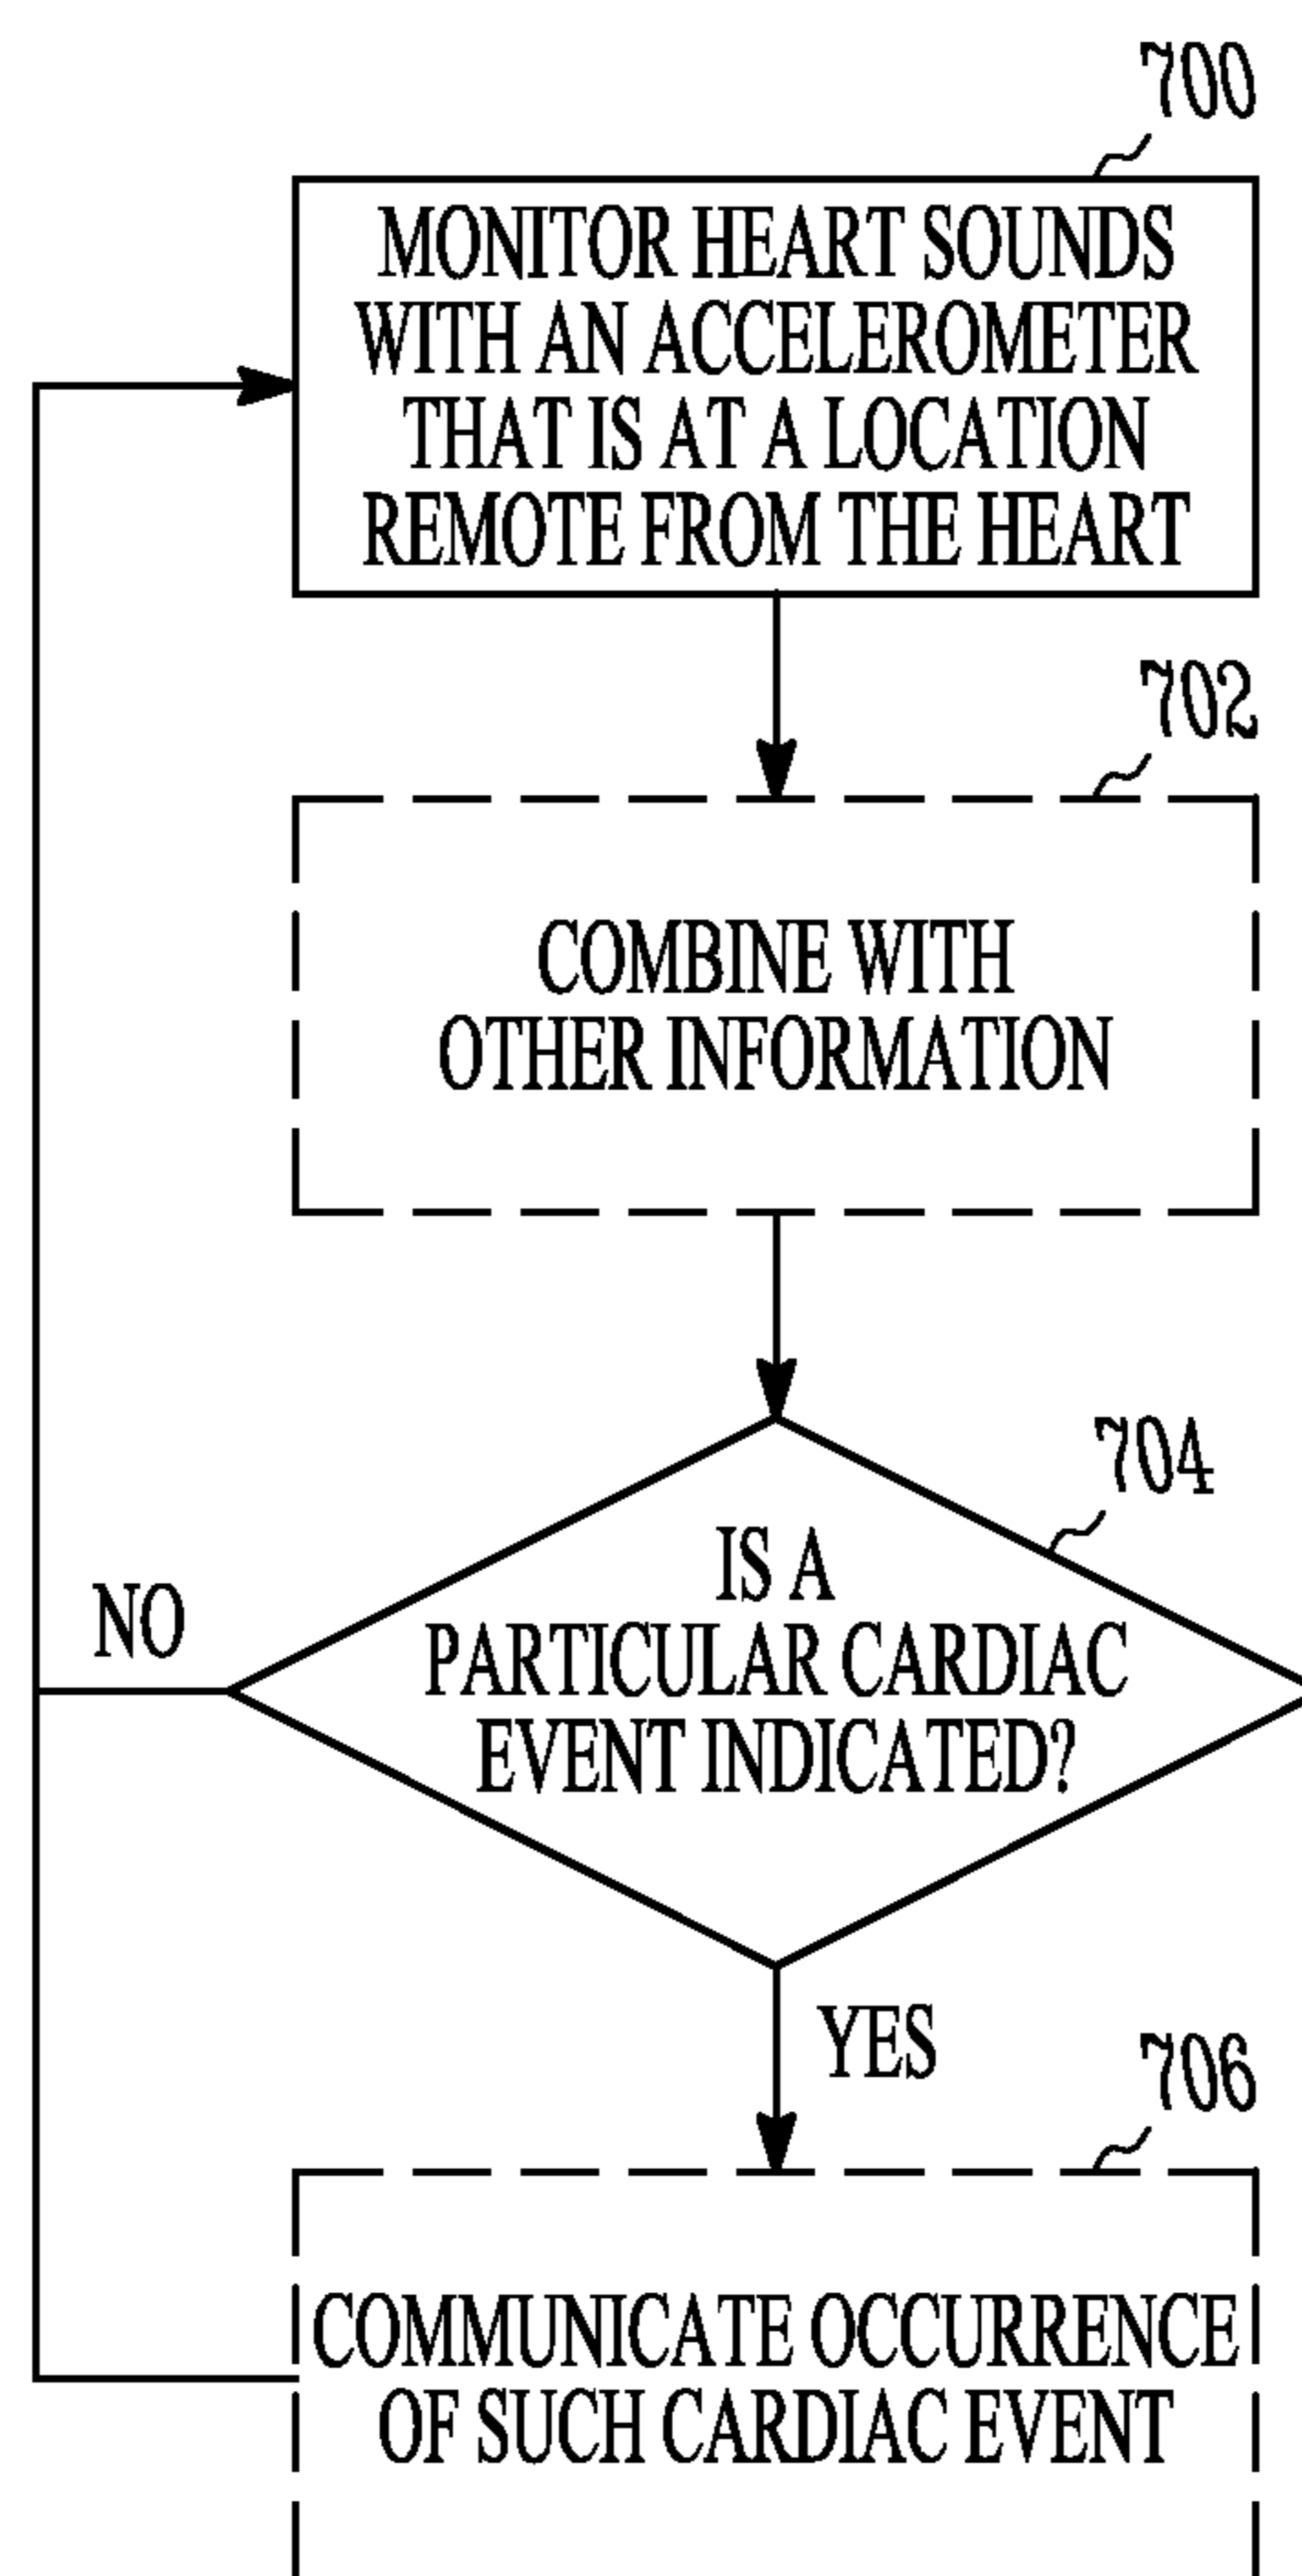 700
MONITOR HEART SOUNDS
WITH AN ACCELEROMETER
THAT IS AT A LOCATION
REMOTE FROM THE HEART
702
COMBINE WITH
OTHER INFORMATION
704
IS A
PARTICULAR CARDIAC
EVENT INDICATED?
NO
YES
706
COMMUNICATE OCCURRENCE
OF SUCH CARDIAC EVENT